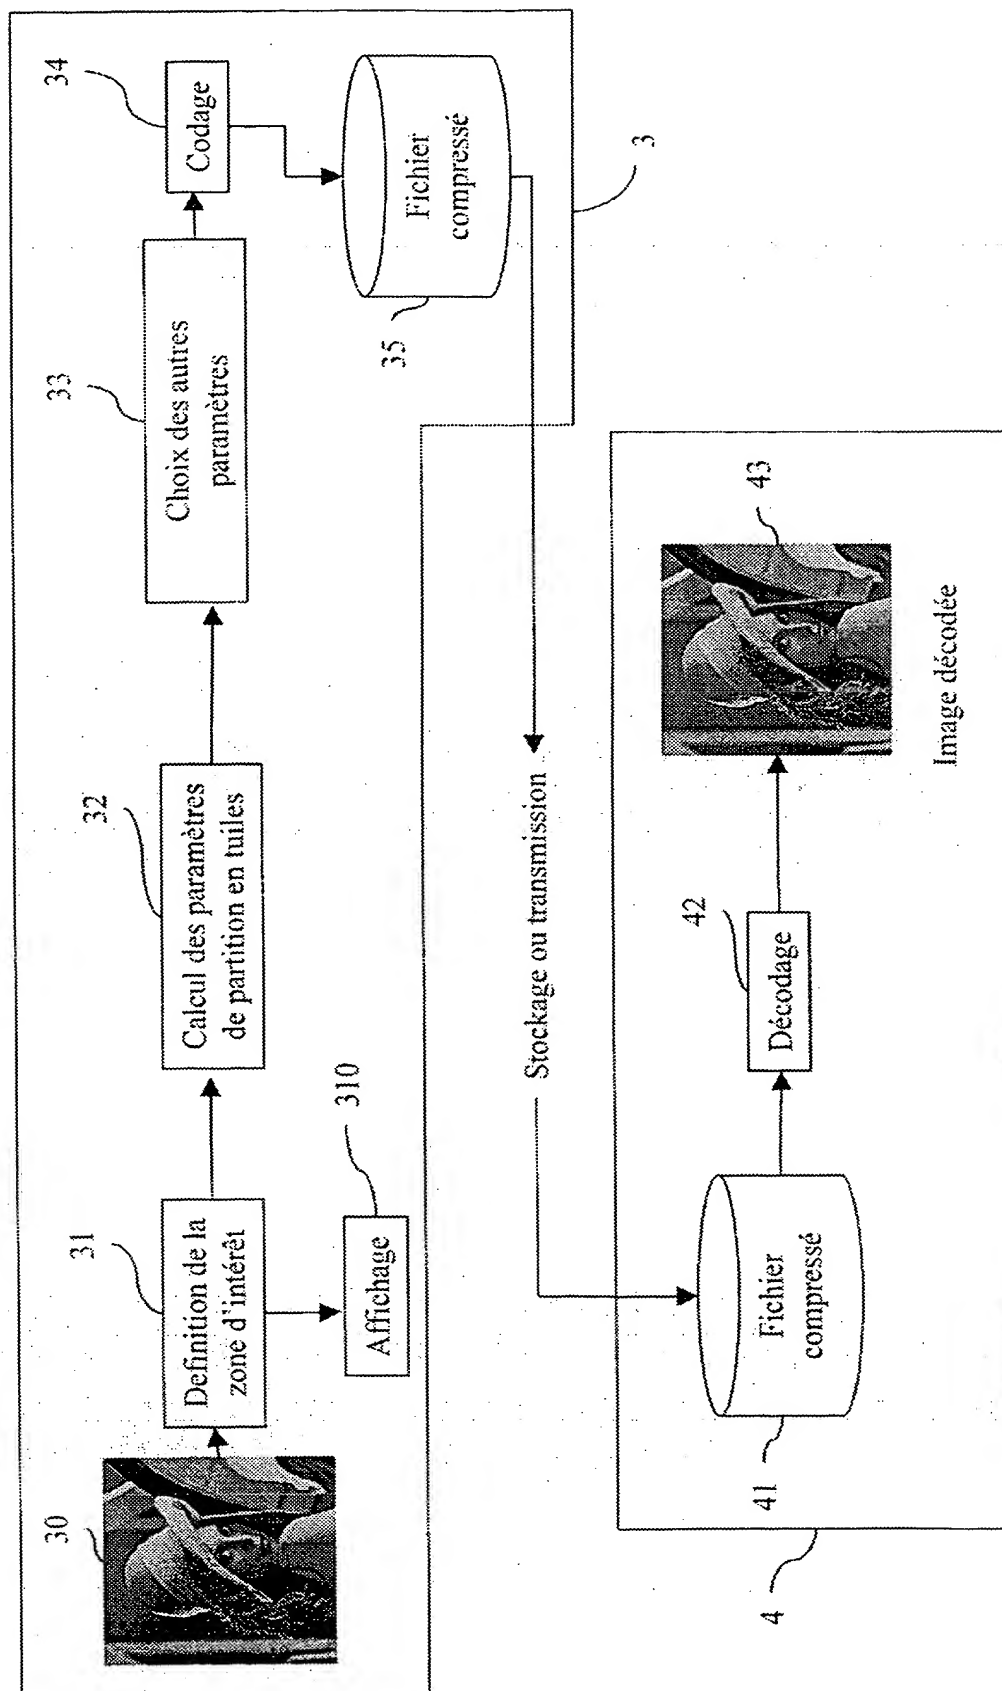 30
31
Definition de la
zone d'intérêt
310
Affichage
32
Calcul des paramètres
de partition en tuiles
33
Choix des autres
paramètres
34
Codage
35
Fichier
compressé
3
Stockage ou transmission
4
41
Fichier
compressé
42
Décodage
43
Image décodée